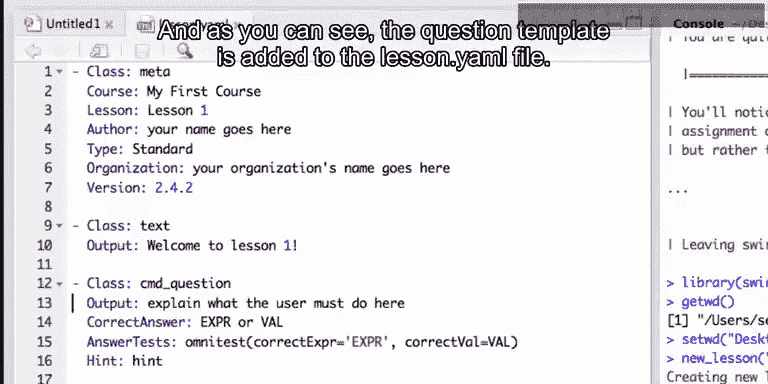 Untitled1
Console
And as you can see, the question template
is added to the lesson.yaml file.
1 - Class: meta
2 Course: My First Course
3 Lesson: Lesson 1
4 Author: your name goes here
5 Type: Standard
6 Organization: your organization's name goes here
7 Version: 2.4.2
8
9 - Class: text
10 Output: Welcome to lesson 1!
11
12 - Class: cmd_question
13 Output: explain what the user must do here
14 CorrectAnswer: EXPR or VAL
15 AnswerTests: omnitest(correctExpr='EXPR', correctVal=VAL)
16 Hint: hint
17
| You'll
| assignment
| but rather
...
| Leaving
> library(
> getwd()
[1] "/Users/
> setwd("
> new_lesson("
Creating new